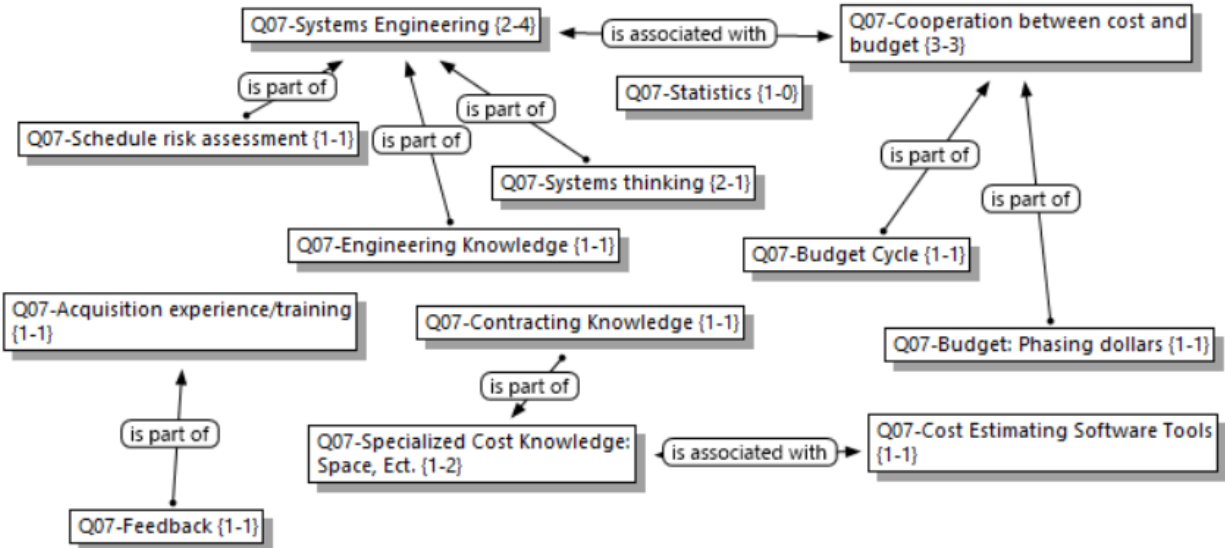 Q07-Systems Engineering {2-4}
is associated with
Q07-Cooperation between cost and
budget {3-3}
is part of
Q07-Statistics {1-0}
is part of
Q07-Schedule risk assessment {1-1}
is part of
is part of
Q07-Systems thinking {2-1}
is part of
Q07-Engineering Knowledge {1-1}
Q07-Budget Cycle {1-1}
Q07-Acquisition experience/training
{1-1}
Q07-Contracting Knowledge {1-1}
Q07-Budget: Phasing dollars {1-1}
is part of
is part of
Q07-Specialized Cost Knowledge:
Space, Ect. {1-2}
is associated with
Q07-Cost Estimating Software Tools
{1-1}
Q07-Feedback {1-1}